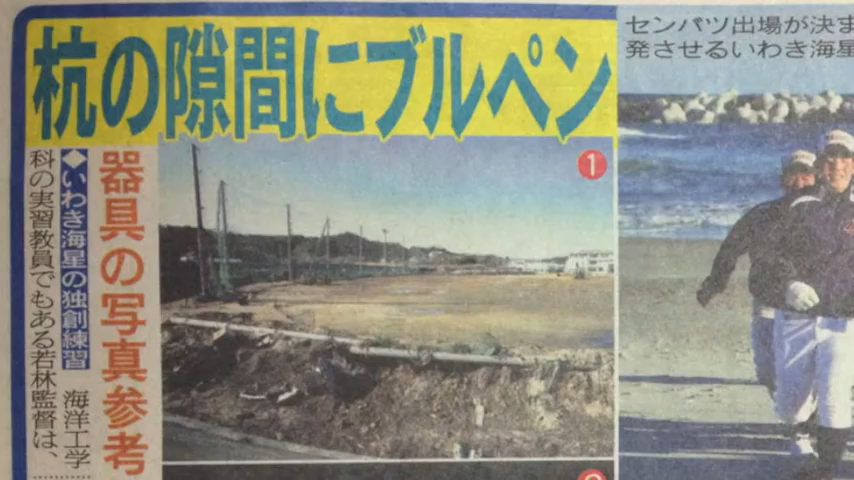 杭の隙間にブルペン
センバツ出場が決ま
発させるいわき海星
1
器具の写真参考
◆いわき海星の独創練習 海洋工学
科の実習教員でもある若林監督は、